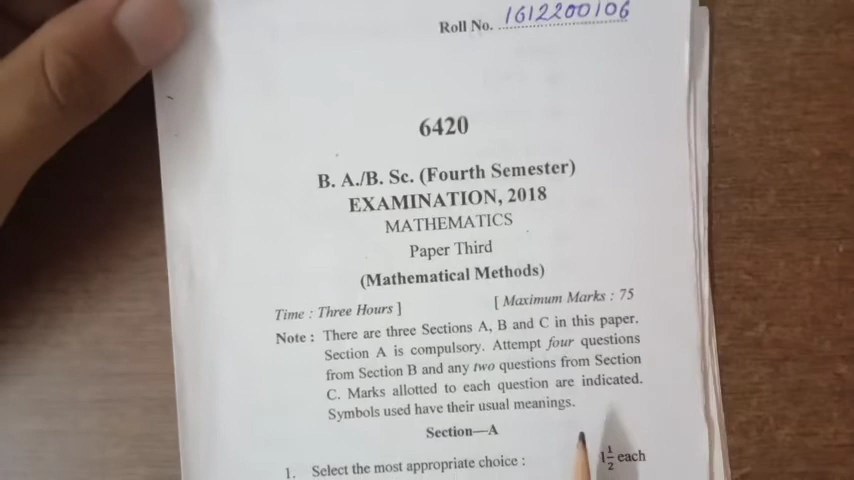 Roll No. 1612200106
6420
B. A./B. Sc. (Fourth Semester)
EXAMINATION, 2018
MATHEMATICS
Paper Third
(Mathematical Methods)
Time : Three Hours ] [ Maximum Marks : 75
Note : There are three Sections A, B and C in this paper.
Section A is compulsory. Attempt four questions
from Section B and any two questions from Section
C. Marks allotted to each question are indicated.
Symbols used have their usual meanings.
Section—A
1. Select the most appropriate choice : 1½ each